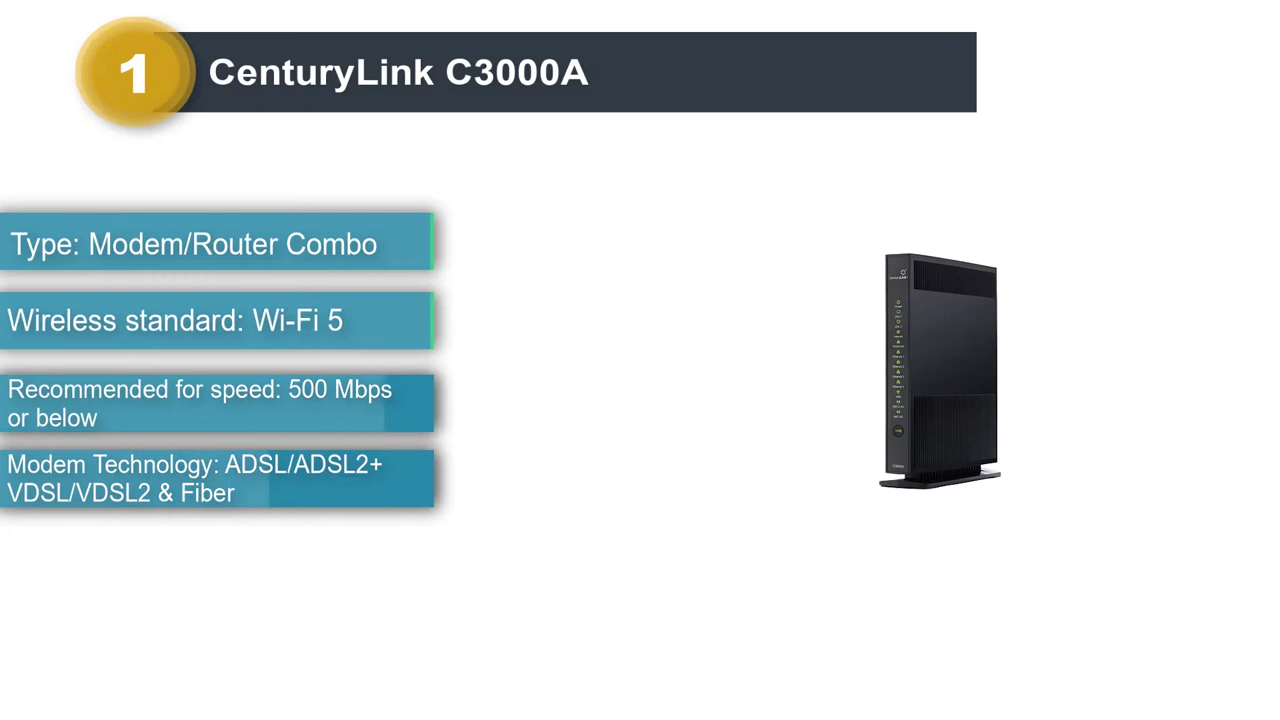 1
CenturyLink C3000A
Type: Modem/Router Combo
Wireless standard: Wi-Fi 5
Recommended for speed: 500 Mbps
or below
Modem Technology: ADSL/ADSL2+
VDSL/VDSL2 & Fiber
CenturyLink